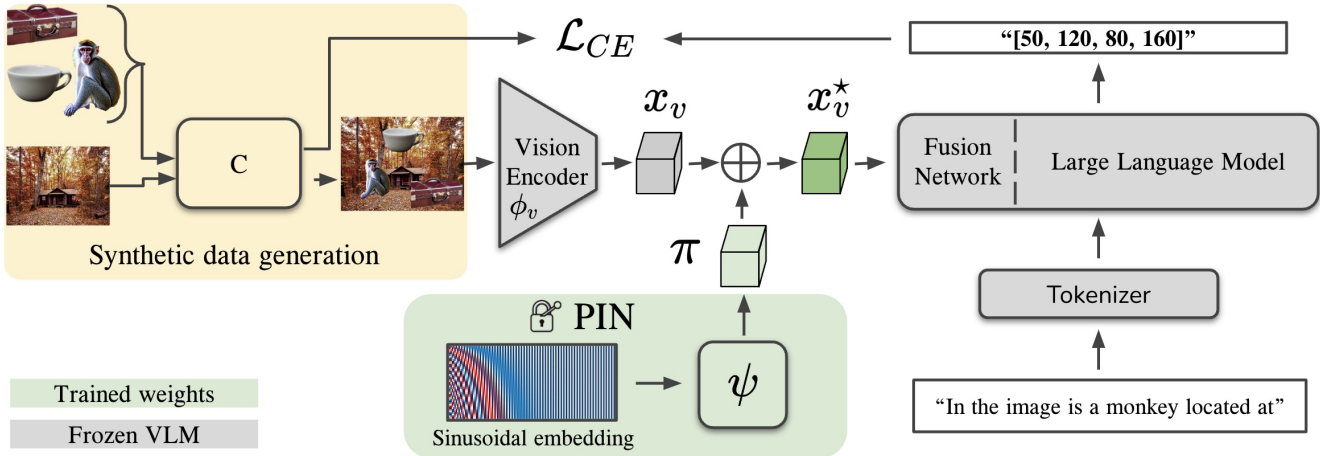 C
Synthetic data generation
ℒ_CE
Vision
Encoder
ϕ_v
x_v
x_v^⋆
π
“[50, 120, 80, 160]”
Fusion
Network
Large Language Model
Tokenizer
“In the image is a monkey located at”
PIN
Sinusoidal embedding
ψ
Trained weights
Frozen VLM